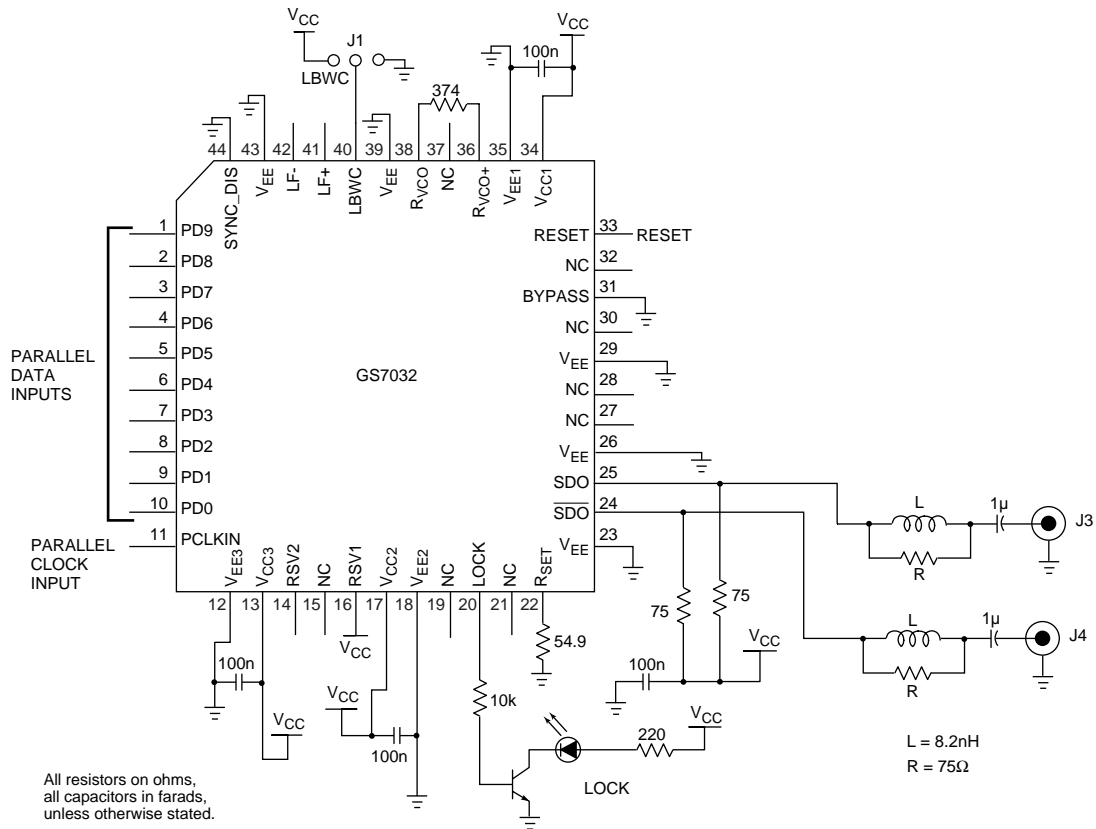 VCC
J1
LBWC
374
100n
VCC
44
43
42
41
40
39
38
37
36
35
34
SYNC_DIS
VEE
LF-
LF+
LBWC
VEE
RVCO
NC
RVCO+
VEE1
VCC1
1 PD9
2 PD8
3 PD7
4 PD6
5 PD5
6 PD4
7 PD3
8 PD2
9 PD1
10 PD0
11 PCLKIN
PARALLEL
DATA
INPUTS
PARALLEL
CLOCK
INPUT
GS7032
RESET 33 RESET
NC 32
BYPASS 31
NC 30
VEE 29
NC 28
NC 27
VEE 26
SDO 25
SDO 24
VEE 23
VEE3
VCC3
RSV2
NC
RSV1
VCC2
VEE2
NC
LOCK
NC
RSET
12
13
14
15
16
17
18
19
20
21
22
L
R
1µ
J3
L
R
1µ
J4
75
75
VCC
100n
54.9
VCC
100n
VCC
VCC
100n
10k
220
VCC
LOCK
L = 8.2nH
R = 75Ω
All resistors on ohms,
all capacitors in farads,
unless otherwise stated.